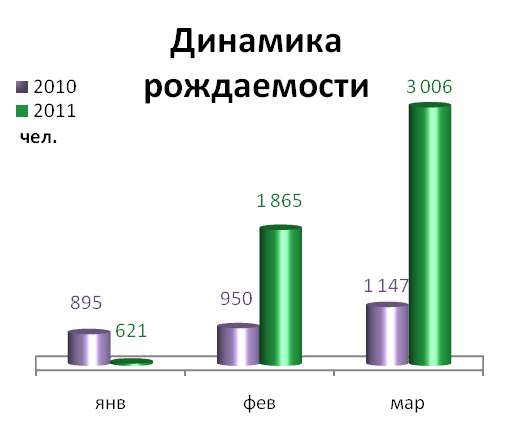 Динамика
рождаемости
2010
2011
чел.
3 006
1 865
1 147
950
895
621
янв фев мар